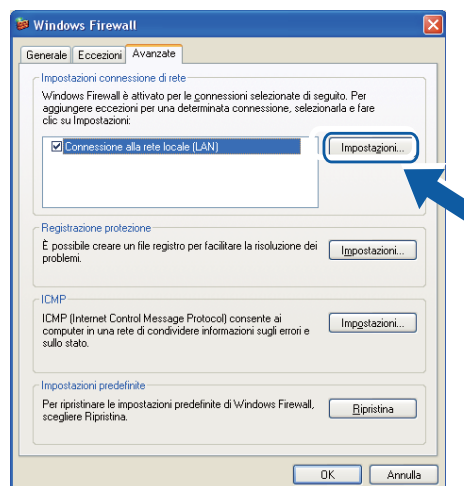 Windows Firewall
Generale Eccezioni Avanzate
Impostazioni connessione di rete
Windows Firewall è attivato per le connessioni selezionate di seguito. Per
aggiungere eccezioni per una determinata connessione, selezionarla e fare
clic su Impostazioni:
Connessione alla rete locale (LAN)
Impostazioni...
Registrazione protezione
È possibile creare un file registro per facilitare la risoluzione dei
problemi.
Impostazioni...
ICMP
ICMP (Internet Control Message Protocol) consente ai
computer in una rete di condividere informazioni sugli errori e
sullo stato.
Impostazioni...
Impostazioni predefinite
Per ripristinare le impostazioni predefinite di Windows Firewall,
scegliere Ripristina.
Ripristina
OK Annulla